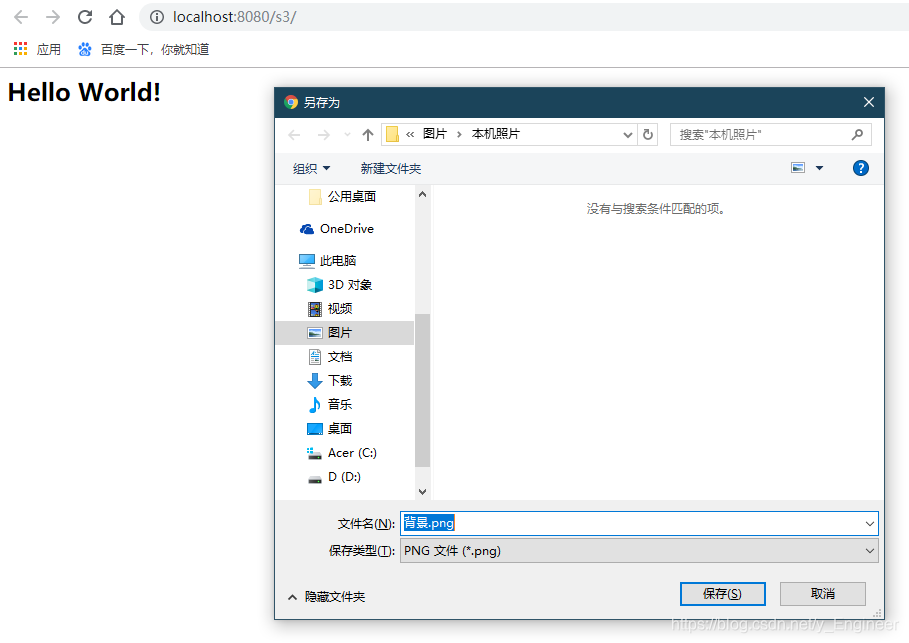 localhost:8080/s3/
应用 百度一下,你就知道
Hello World!
另存为
« 图片 › 本机照片 搜索"本机照片"
组织 新建文件夹
公用桌面
没有与搜索条件匹配的项。
OneDrive
此电脑
3D 对象
视频
图片
文档
下载
音乐
桌面
Acer (C:)
D (D:)
文件名(N): 背景.png
保存类型(T): PNG 文件 (*.png)
隐藏文件夹 保存(S) 取消
https://blog.csdn.net/y_Engineer